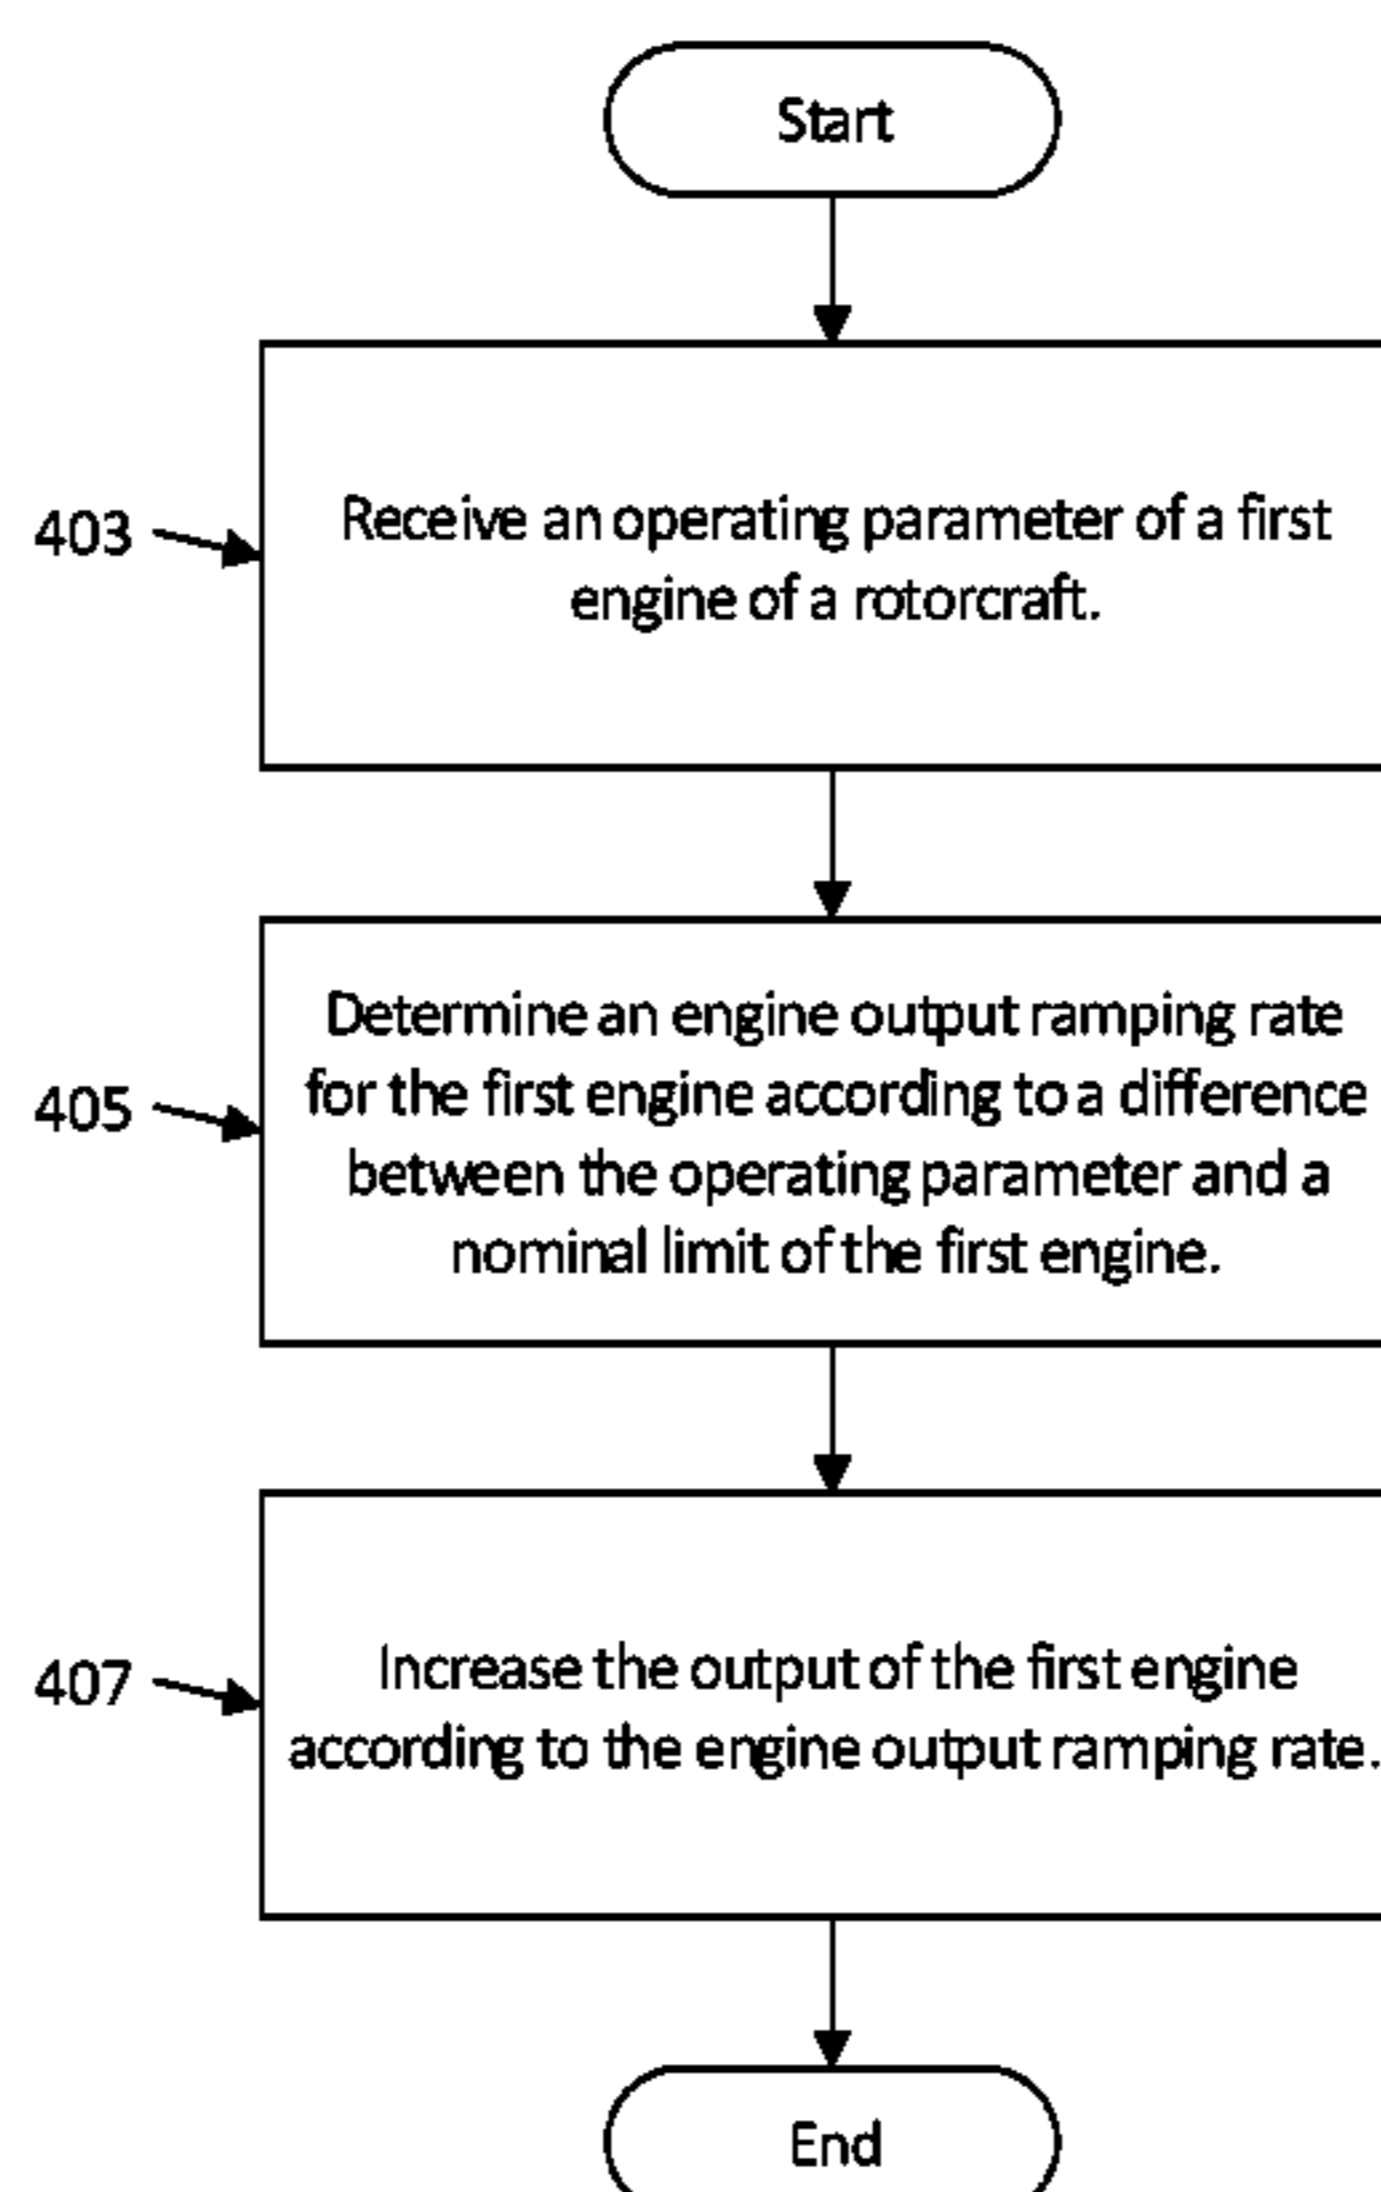 Start
403
Receive an operating parameter of a first
engine of a rotorcraft.
405
Determine an engine output ramping rate
for the first engine according to a difference
between the operating parameter and a
nominal limit of the first engine.
407
Increase the output of the first engine
according to the engine output ramping rate.
End